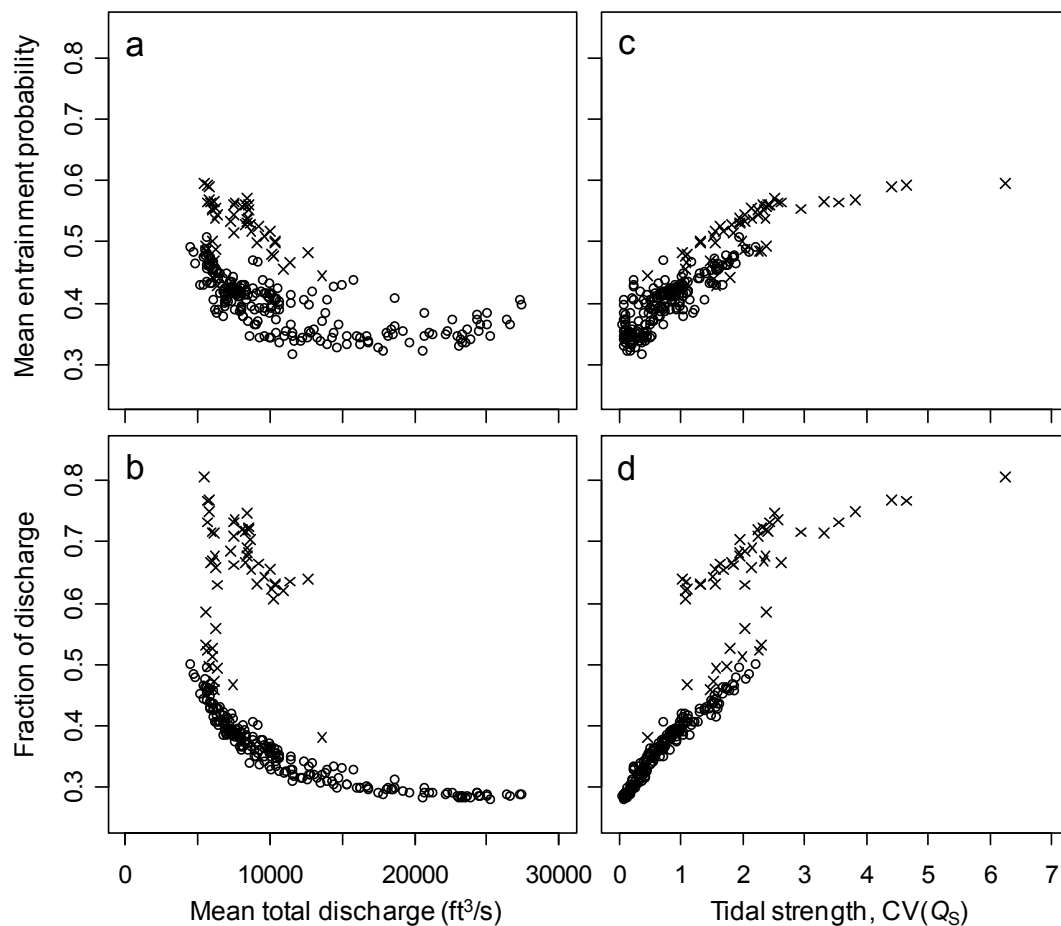 a
c
0.8
0.7
0.6
0.5
0.4
0.3
Mean entrainment probability
b
d
0.8
0.7
0.6
0.5
0.4
0.3
Fraction of discharge
0 10000 20000 30000
0 1 2 3 4 5 6 7
Mean total discharge (ft³/s)
Tidal strength, CV(Q_S)